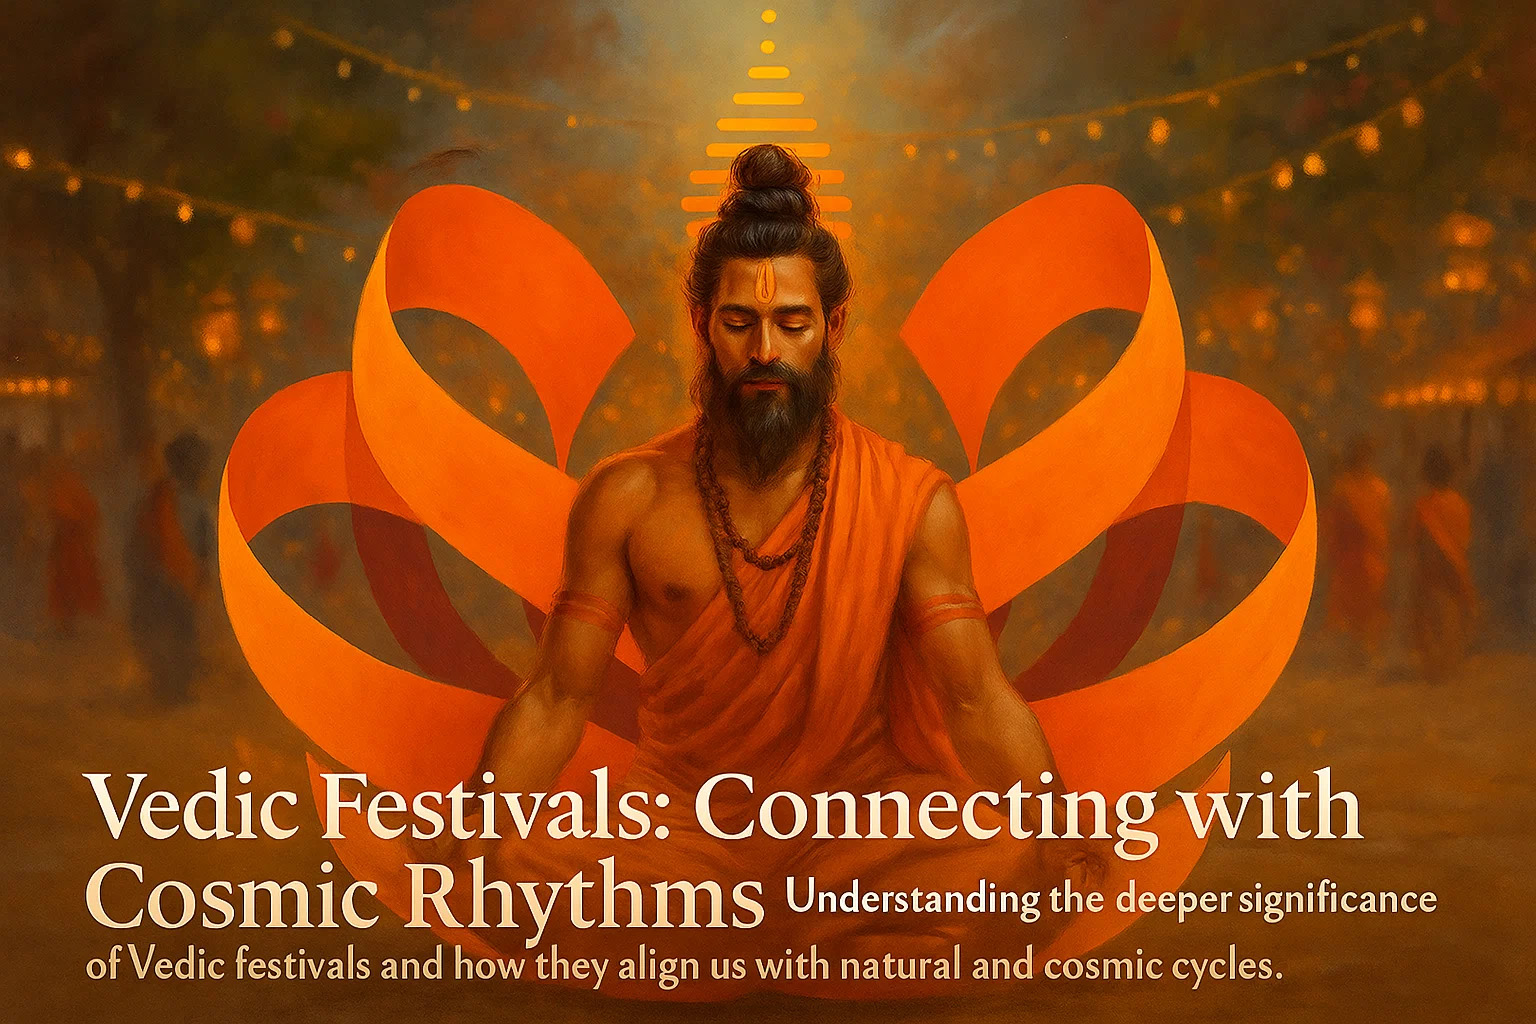 Vedic Festivals: Connecting with
Cosmic Rhythms Understanding the deeper significance
of Vedic festivals and how they align us with natural and cosmic cycles.